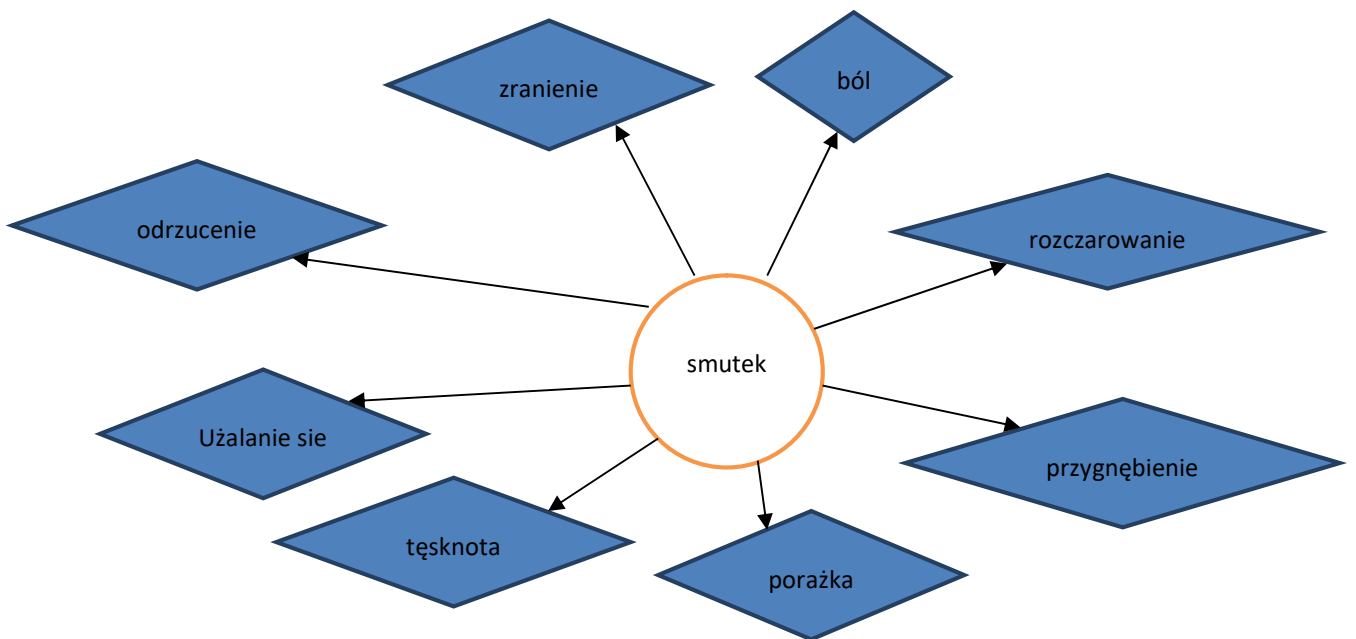 zranienie
ból
odrzucenie
rozczarowanie
smutek
Użalanie sie
przygnębienie
tęsknota
porażka